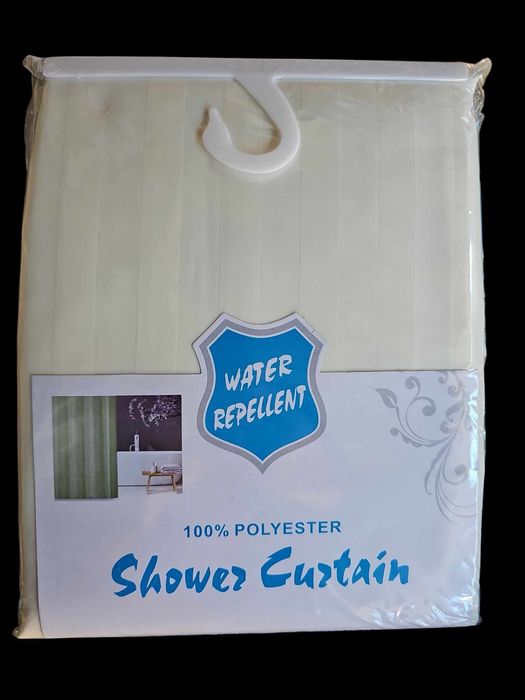 WATER
REPELLENT
100% POLYESTER
Shower Curtain